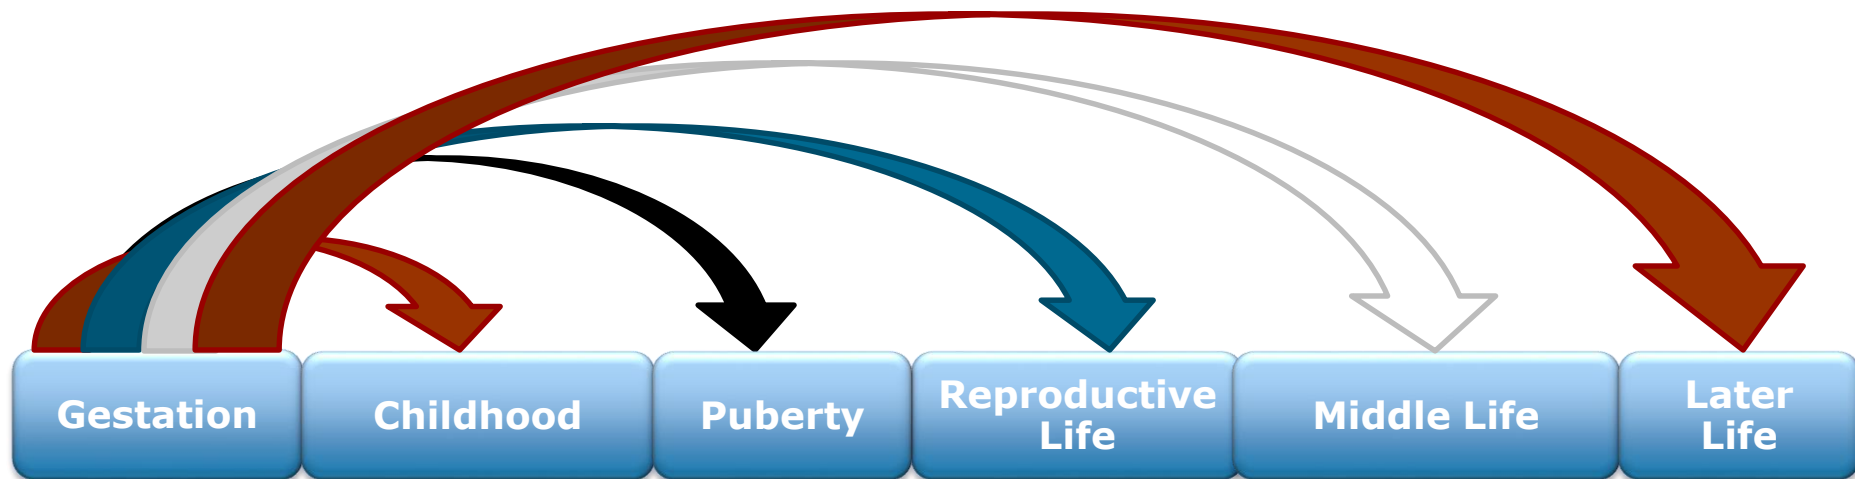 Gestation
Childhood
Puberty
Reproductive
Life
Middle Life
Later
Life